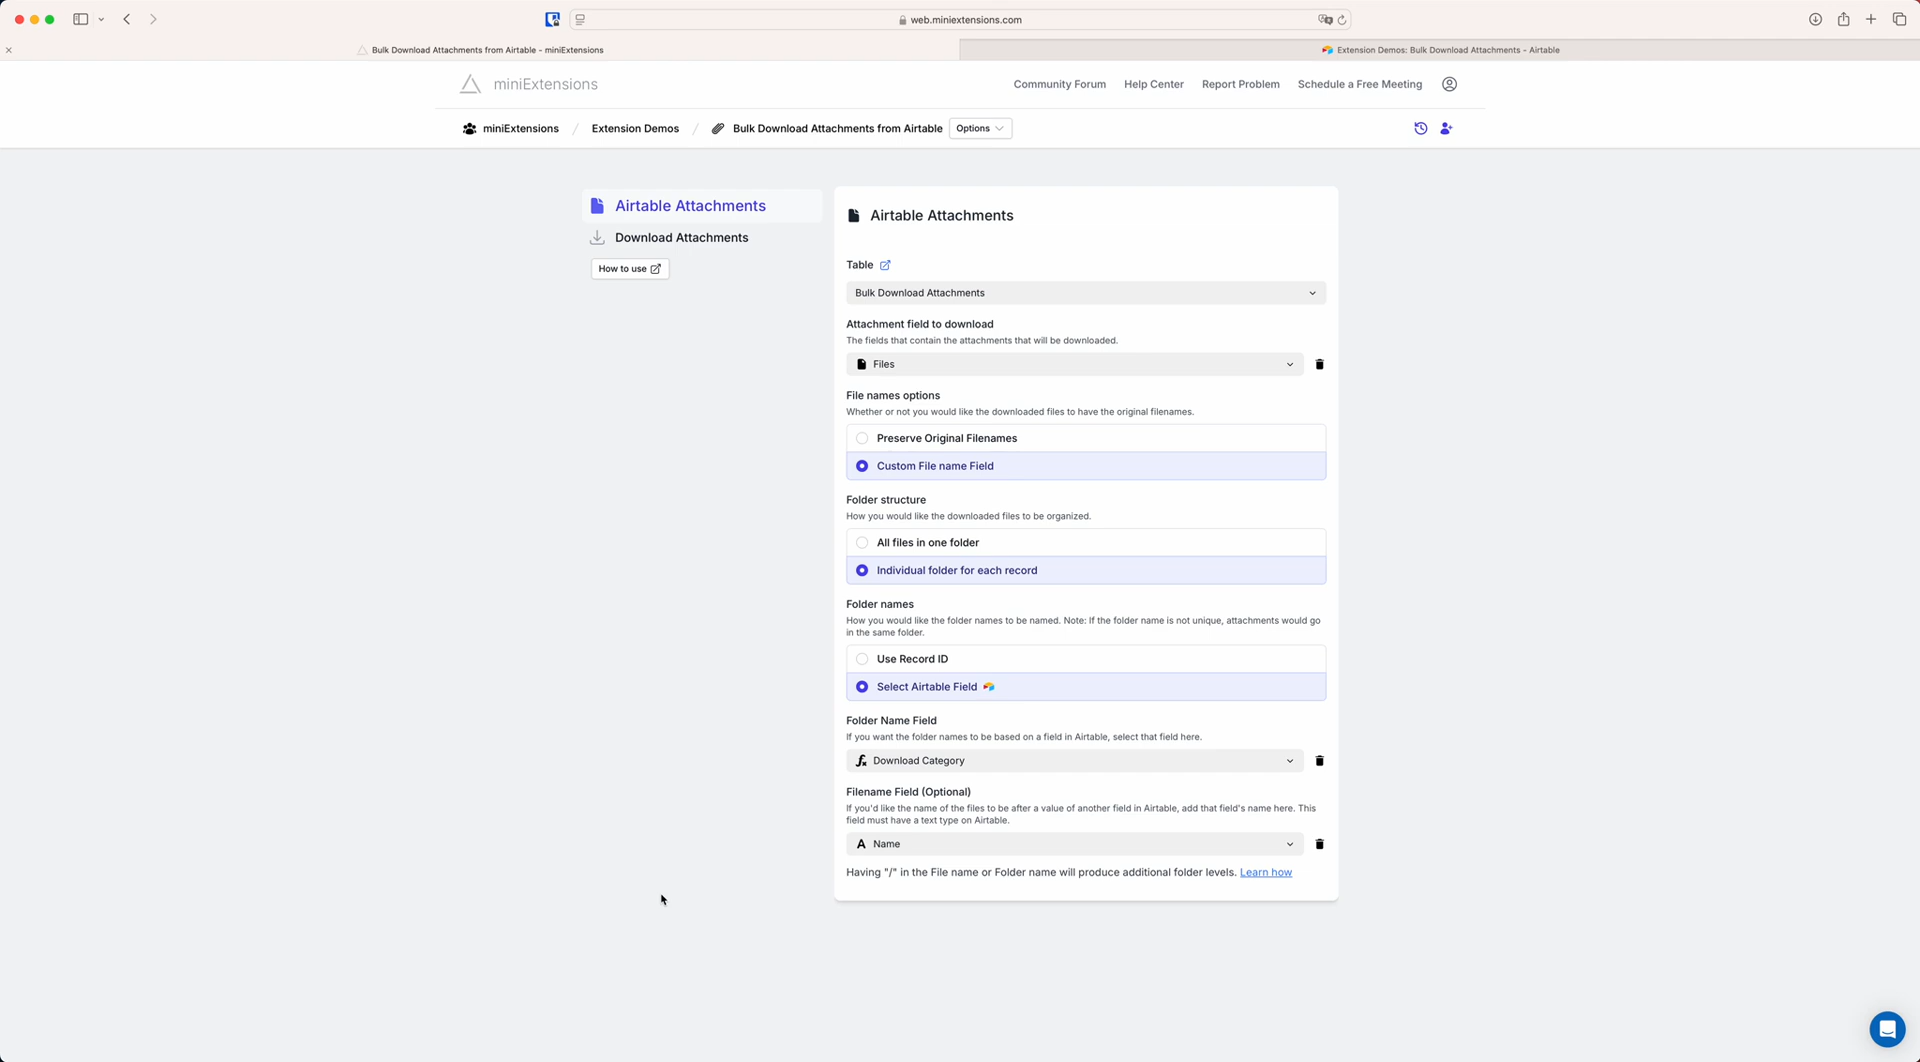 web.miniextensions.com
Bulk Download Attachments from Airtable - miniExtensions
Extension Demos: Bulk Download Attachments - Airtable
miniExtensions
Community Forum
Help Center
Report Problem
Schedule a Free Meeting
miniExtensions / Extension Demos / Bulk Download Attachments from Airtable
Options
Airtable Attachments
Download Attachments
How to use
Airtable Attachments
Table
Bulk Download Attachments
Attachment field to download
The fields that contain the attachments that will be downloaded.
Files
File names options
Whether or not you would like the downloaded files to have the original filenames.
Preserve Original Filenames
Custom File name Field
Folder structure
How you would like the downloaded files to be organized.
All files in one folder
Individual folder for each record
Folder names
How you would like the folder names to be named. Note: If the folder name is not unique, attachments would go
in the same folder.
Use Record ID
Select Airtable Field
Folder Name Field
If you want the folder names to be based on a field in Airtable, select that field here.
Download Category
Filename Field (Optional)
If you'd like the name of the files to be after a value of another field in Airtable, add that field's name here. This
field must have a text type on Airtable.
Name
Having "/" in the File name or Folder name will produce additional folder levels. Learn how